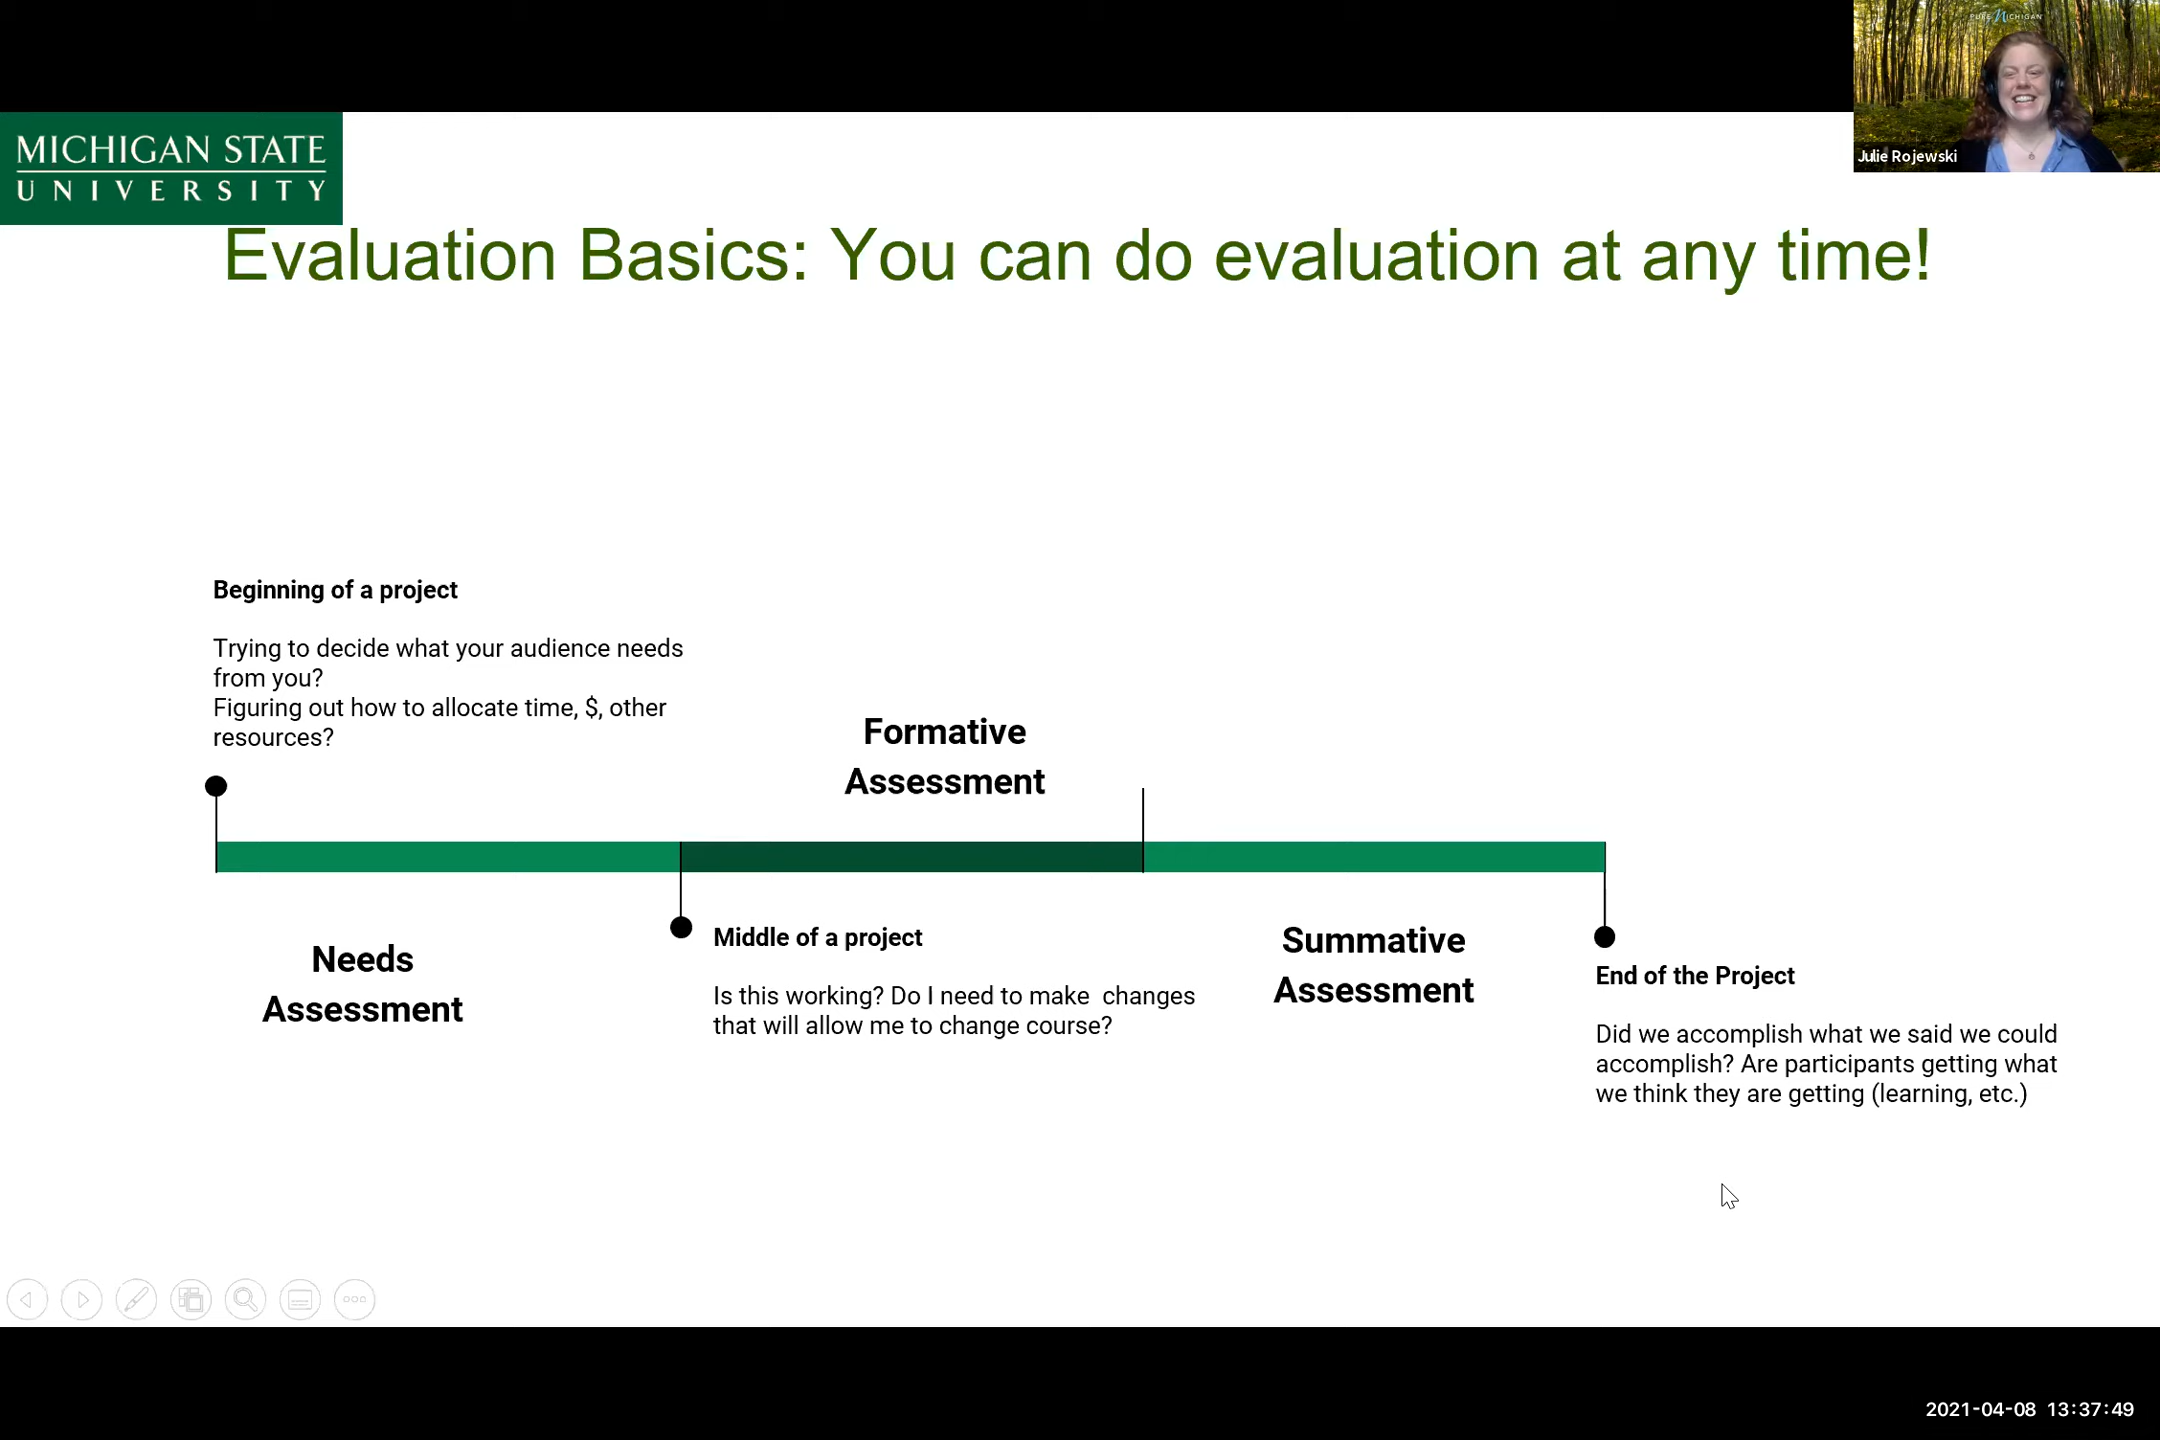 PURE MICHIGAN
Julie Rojewski
MICHIGAN STATE
UNIVERSITY
Evaluation Basics: You can do evaluation at any time!
Beginning of a project
Trying to decide what your audience needs
from you?
Figuring out how to allocate time, $, other
resources?
Formative
Assessment
Needs
Assessment
Middle of a project
Is this working? Do I need to make  changes
that will allow me to change course?
Summative
Assessment
End of the Project
Did we accomplish what we said we could
accomplish? Are participants getting what
we think they are getting (learning, etc.)
2021-04-08 13:37:49